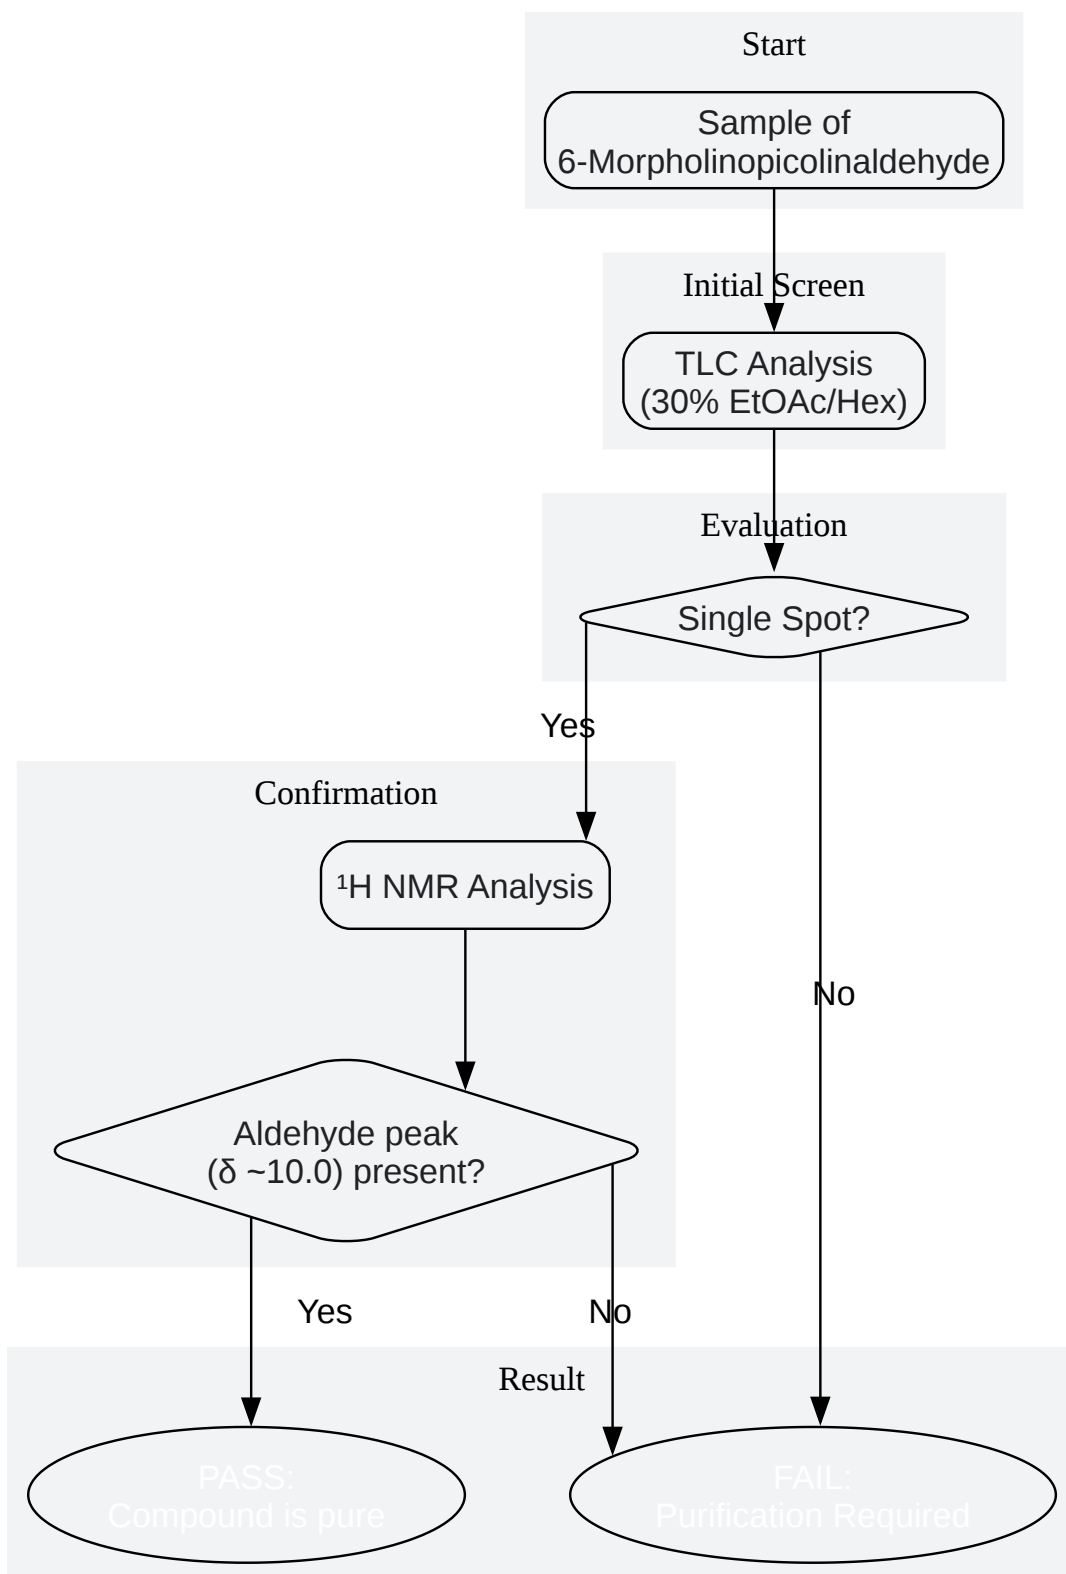 Start
Sample of
6-Morpholinopicolinaldehyde
Initial Screen
TLC Analysis
(30% EtOAc/Hex)
Evaluation
Single Spot?
Yes
Confirmation
¹H NMR Analysis
No
Aldehyde peak
(δ ~10.0) present?
Yes
No
Result
PASS:
Compound is pure
FAIL:
Purification Required